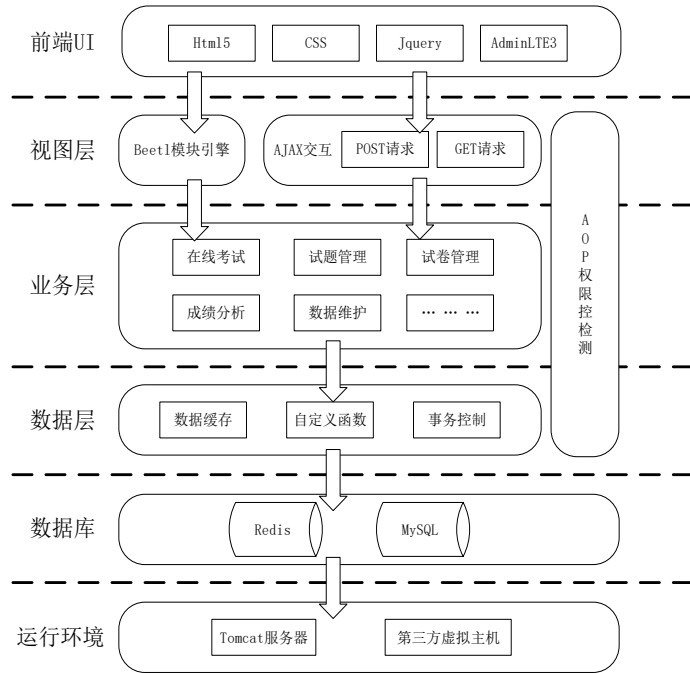 前端UI
Html5
CSS
Jquery
AdminLTE3
视图层
Beetl模块引擎
AJAX交互
POST请求
GET请求
AOP权限控检测
业务层
在线考试
试题管理
试卷管理
成绩分析
数据维护
… … …
数据层
数据缓存
自定义函数
事务控制
数据库
Redis
MySQL
运行环境
Tomcat服务器
第三方虚拟主机